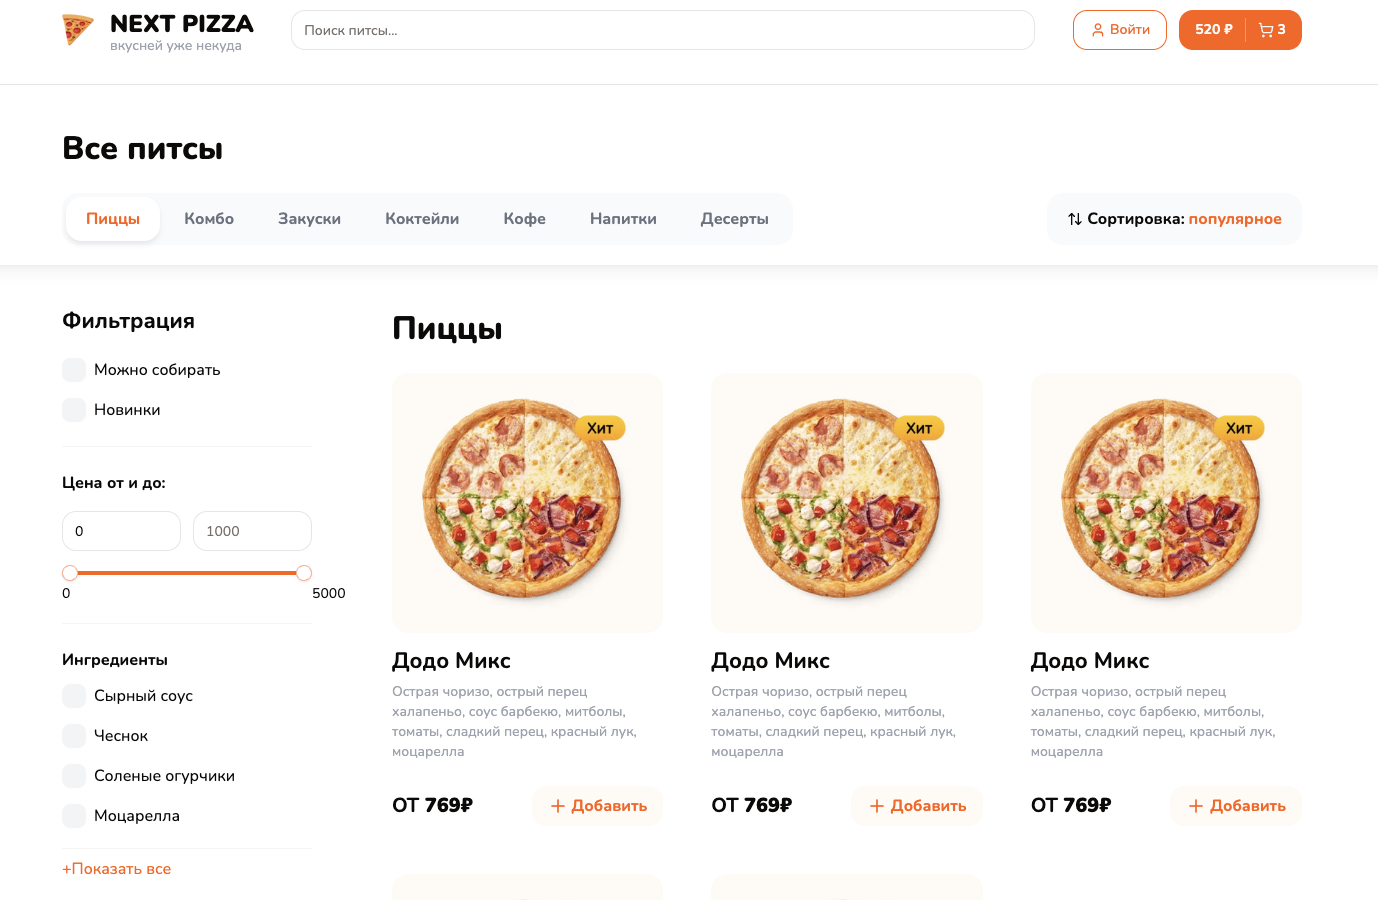 NEXT PIZZA
вкусней уже некуда
Поиск питсы...
Войти
520 ₽
3
Все питсы
Пиццы
Комбо
Закуски
Коктейли
Кофе
Напитки
Десерты
Сортировка: популярное
Фильтрация
Можно собирать
Новинки
Цена от и до:
0
1000
0
5000
Ингредиенты
Сырный соус
Чеснок
Соленые огурчики
Моцарелла
+Показать все
Пиццы
Хит
Додо Микс
Острая чоризо, острый перец
халапеньо, соус барбекю, митболы,
томаты, сладкий перец, красный лук,
моцарелла
ОТ 769₽
+ Добавить
Хит
Додо Микс
Острая чоризо, острый перец
халапеньо, соус барбекю, митболы,
томаты, сладкий перец, красный лук,
моцарелла
ОТ 769₽
+ Добавить
Хит
Додо Микс
Острая чоризо, острый перец
халапеньо, соус барбекю, митболы,
томаты, сладкий перец, красный лук,
моцарелла
ОТ 769₽
+ Добавить